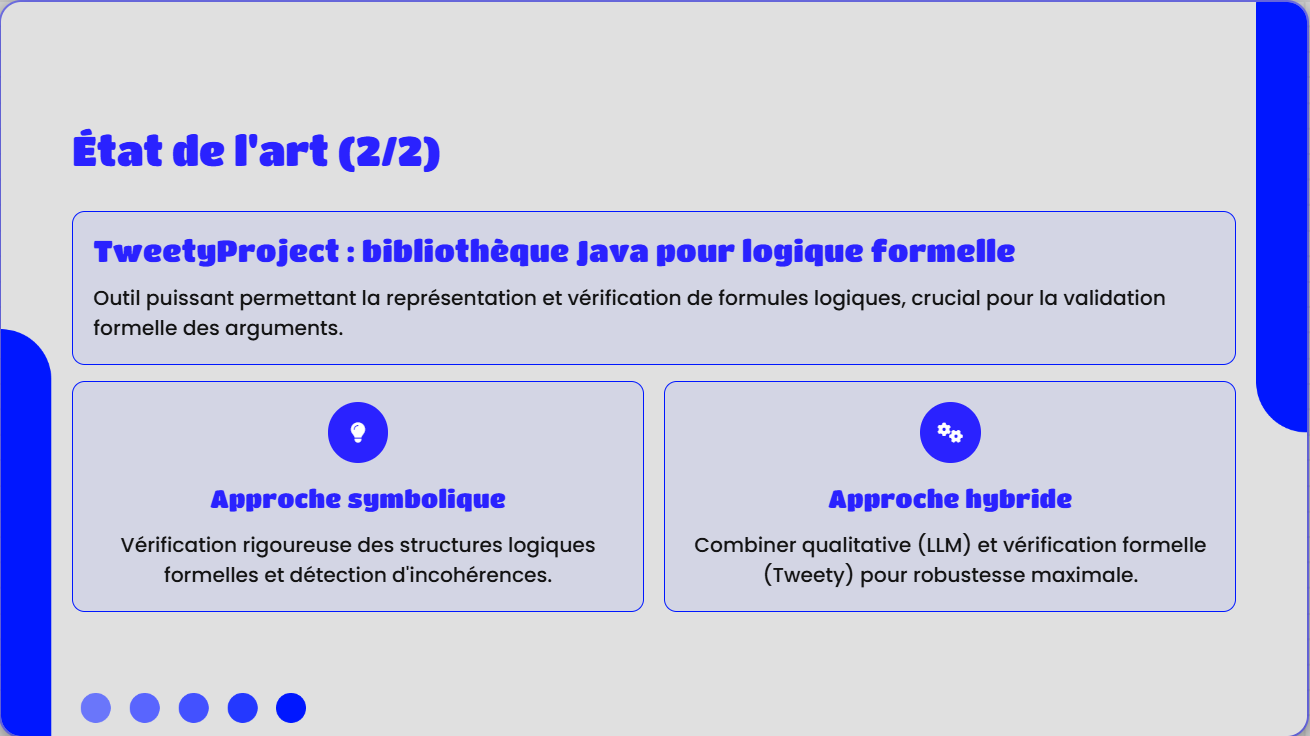 État de l'art (2/2)
TweetyProject : bibliothèque Java pour logique formelle
Outil puissant permettant la représentation et vérification de formules logiques, crucial pour la validation
formelle des arguments.
Approche symbolique
Vérification rigoureuse des structures logiques
formelles et détection d'incohérences.
Approche hybride
Combiner qualitative (LLM) et vérification formelle
(Tweety) pour robustesse maximale.